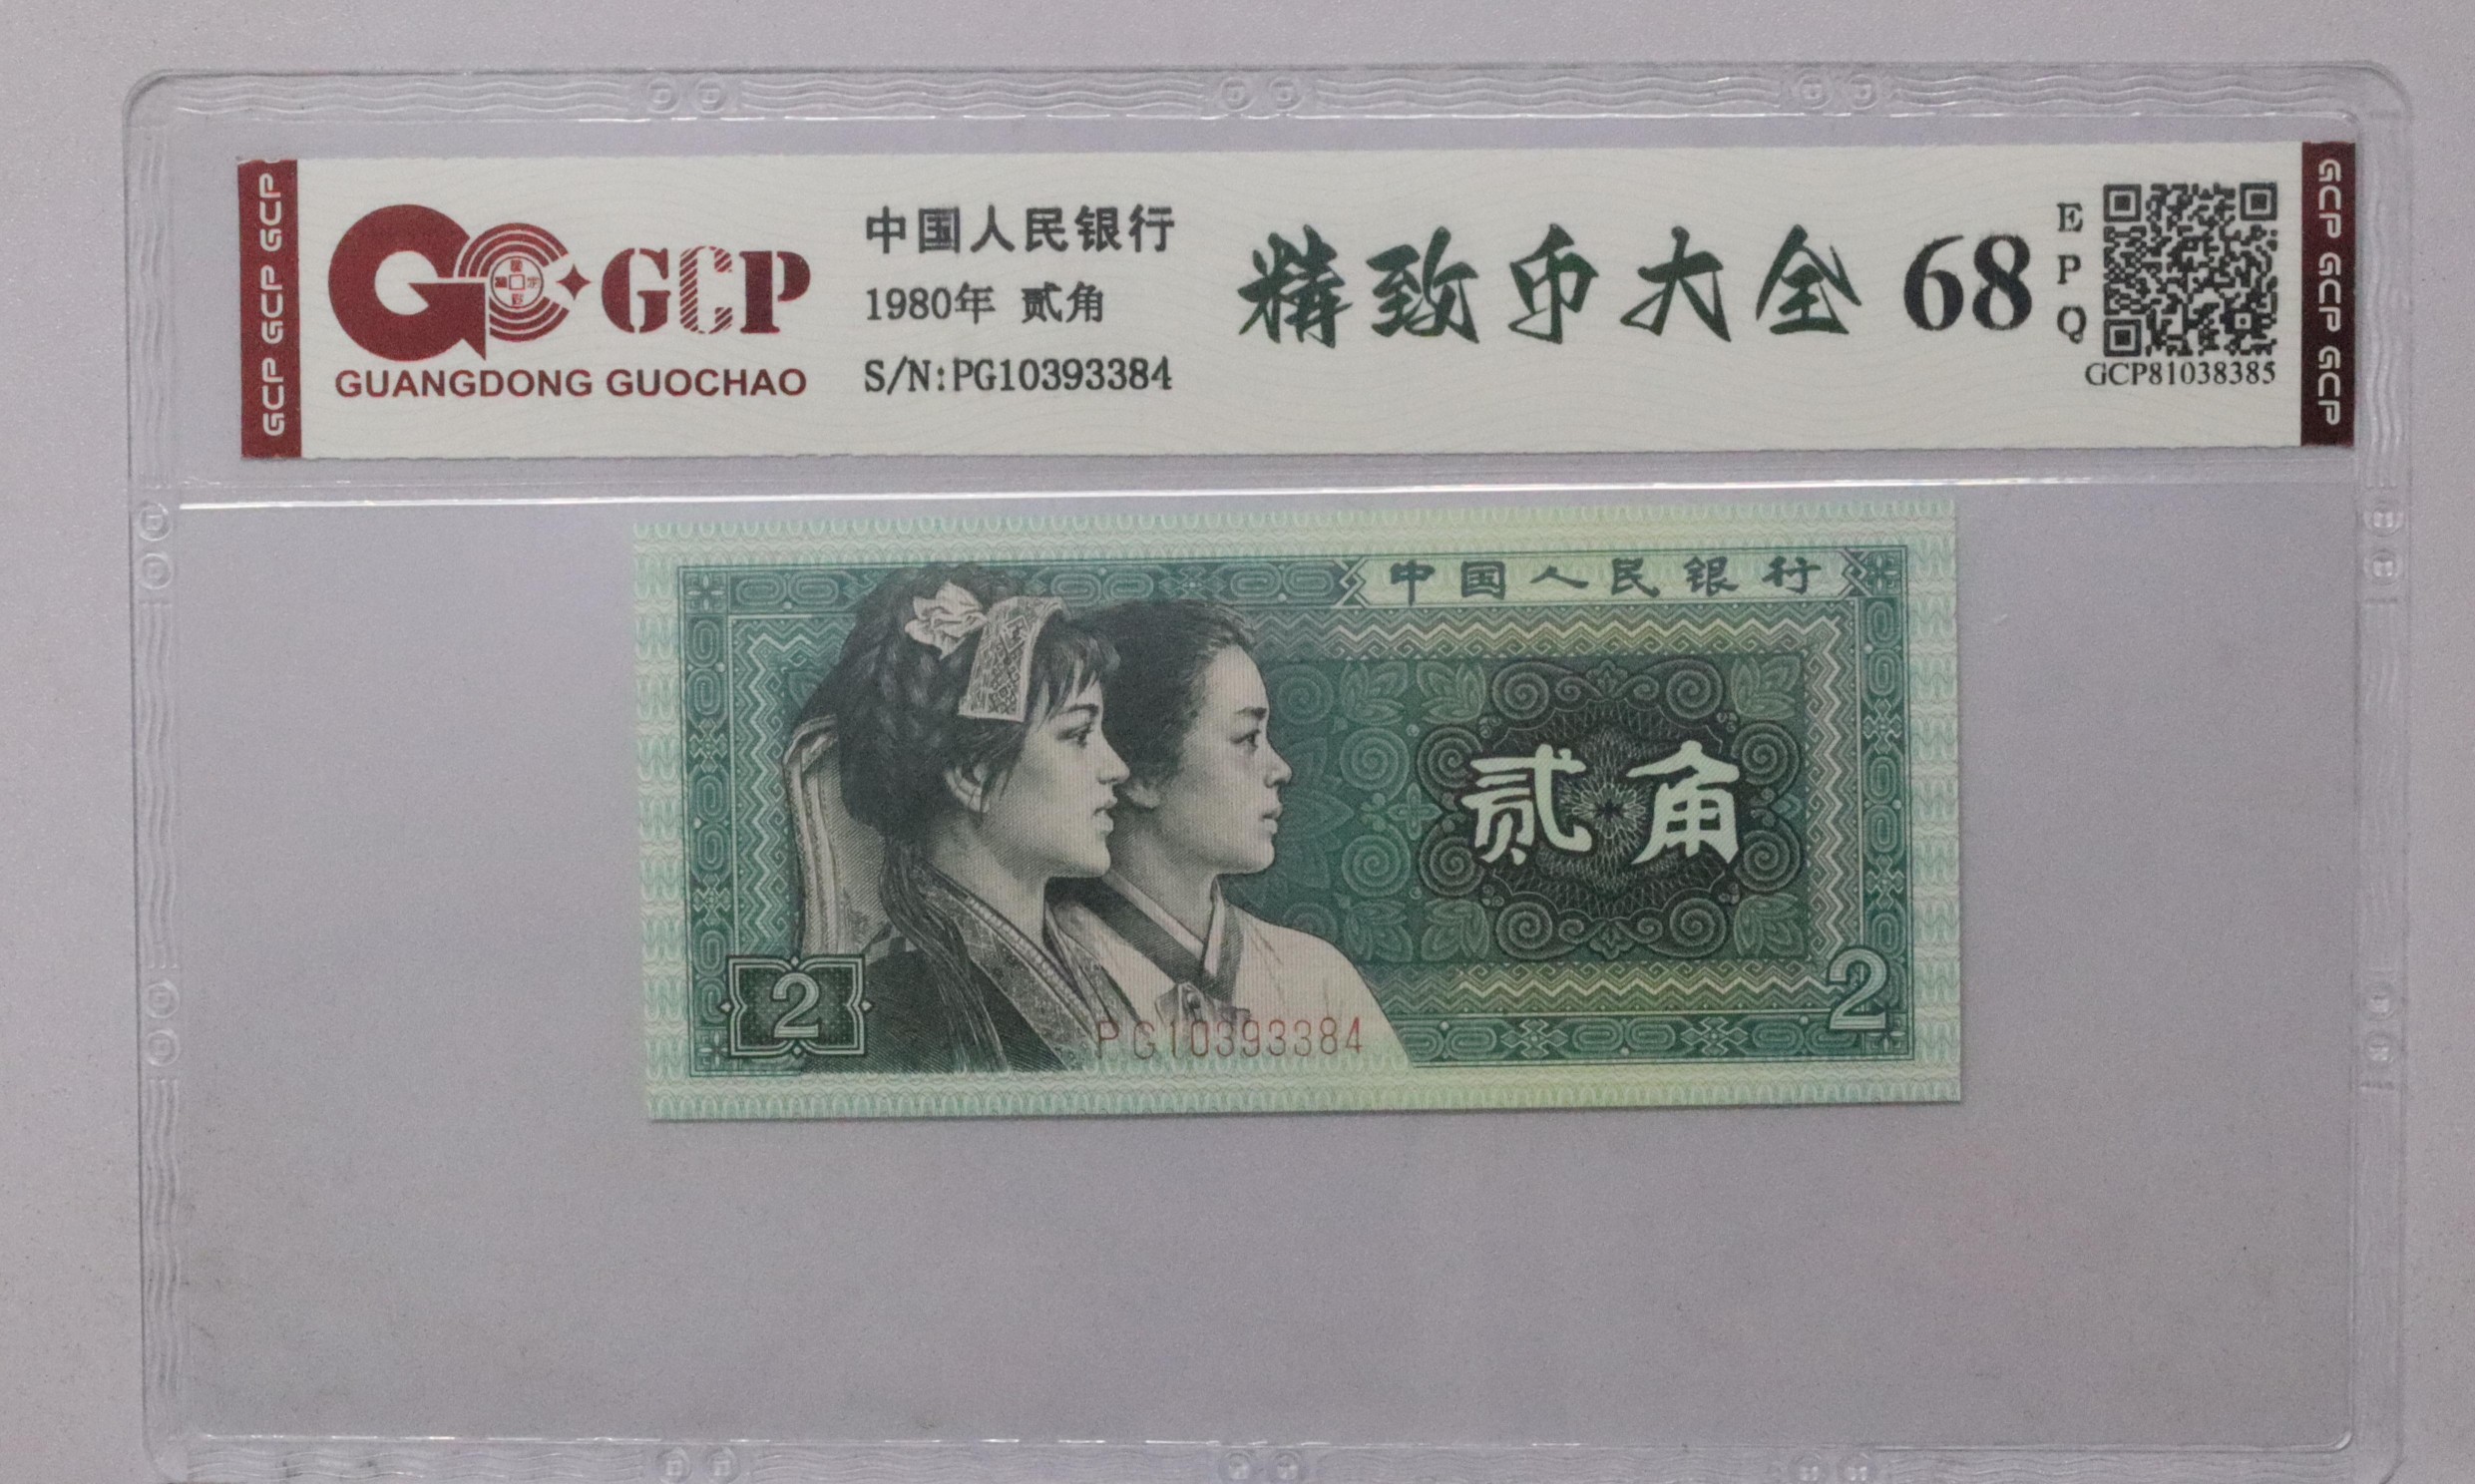 GCP GCP GCP
GCP
GUANGDONG GUOCHAO
中国人民银行
1980年 贰角
S/N:PG10393384
精致币大全 68
EPQ
GCP81038385
GCP GCP GCP
中国人民银行
贰角
2
2
PG10393384